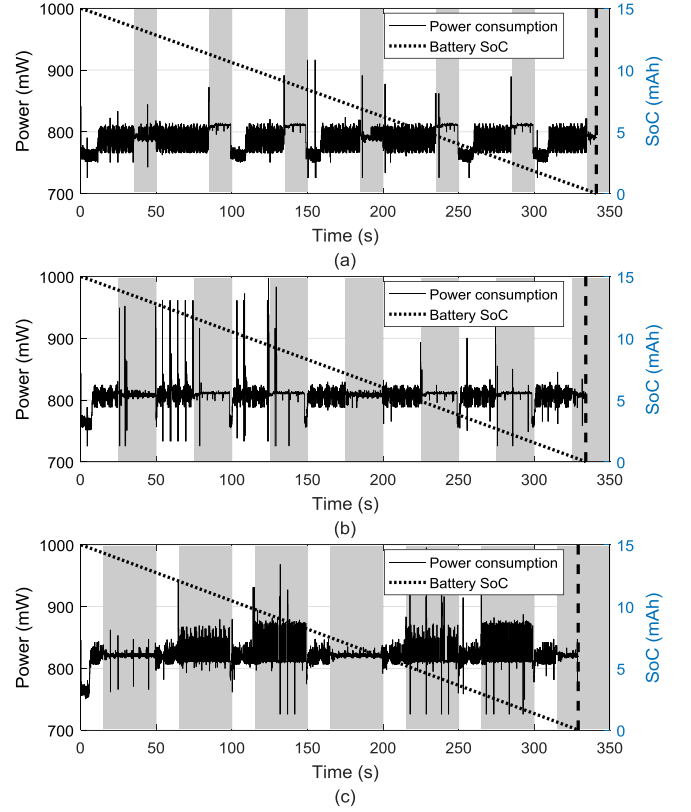 1000
900
800
700
Power (mW)
Power consumption
Battery SoC
15
10
5
0
SoC (mAh)
0 50 100 150 200 250 300 350
Time (s)
(a)
1000
900
800
700
Power (mW)
Power consumption
Battery SoC
15
10
5
0
SoC (mAh)
0 50 100 150 200 250 300 350
Time (s)
(b)
1000
900
800
700
Power (mW)
Power consumption
Battery SoC
15
10
5
0
SoC (mAh)
0 50 100 150 200 250 300 350
Time (s)
(c)